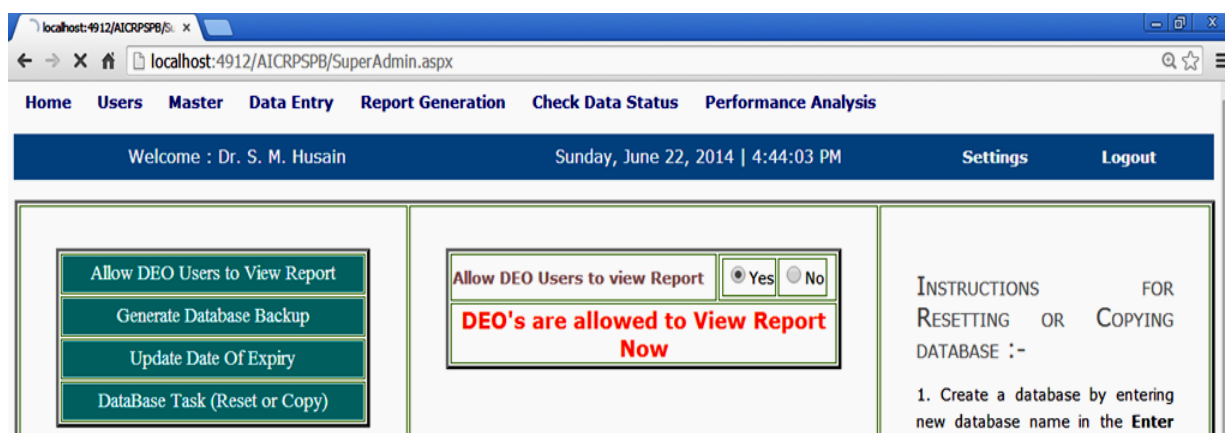 localhost:4912/AICRPSPB/S
localhost:4912/AICRPSPB/SuperAdmin.aspx
Home Users Master Data Entry Report Generation Check Data Status Performance Analysis
Welcome : Dr. S. M. Husain Sunday, June 22, 2014 | 4:44:03 PM Settings Logout
Allow DEO Users to View Report
Generate Database Backup
Update Date Of Expiry
DataBase Task (Reset or Copy)
Allow DEO Users to view Report Yes No
DEO's are allowed to View Report
Now
INSTRUCTIONS FOR
RESETTING OR COPYING
DATABASE :-
1. Create a database by entering
new database name in the Enter